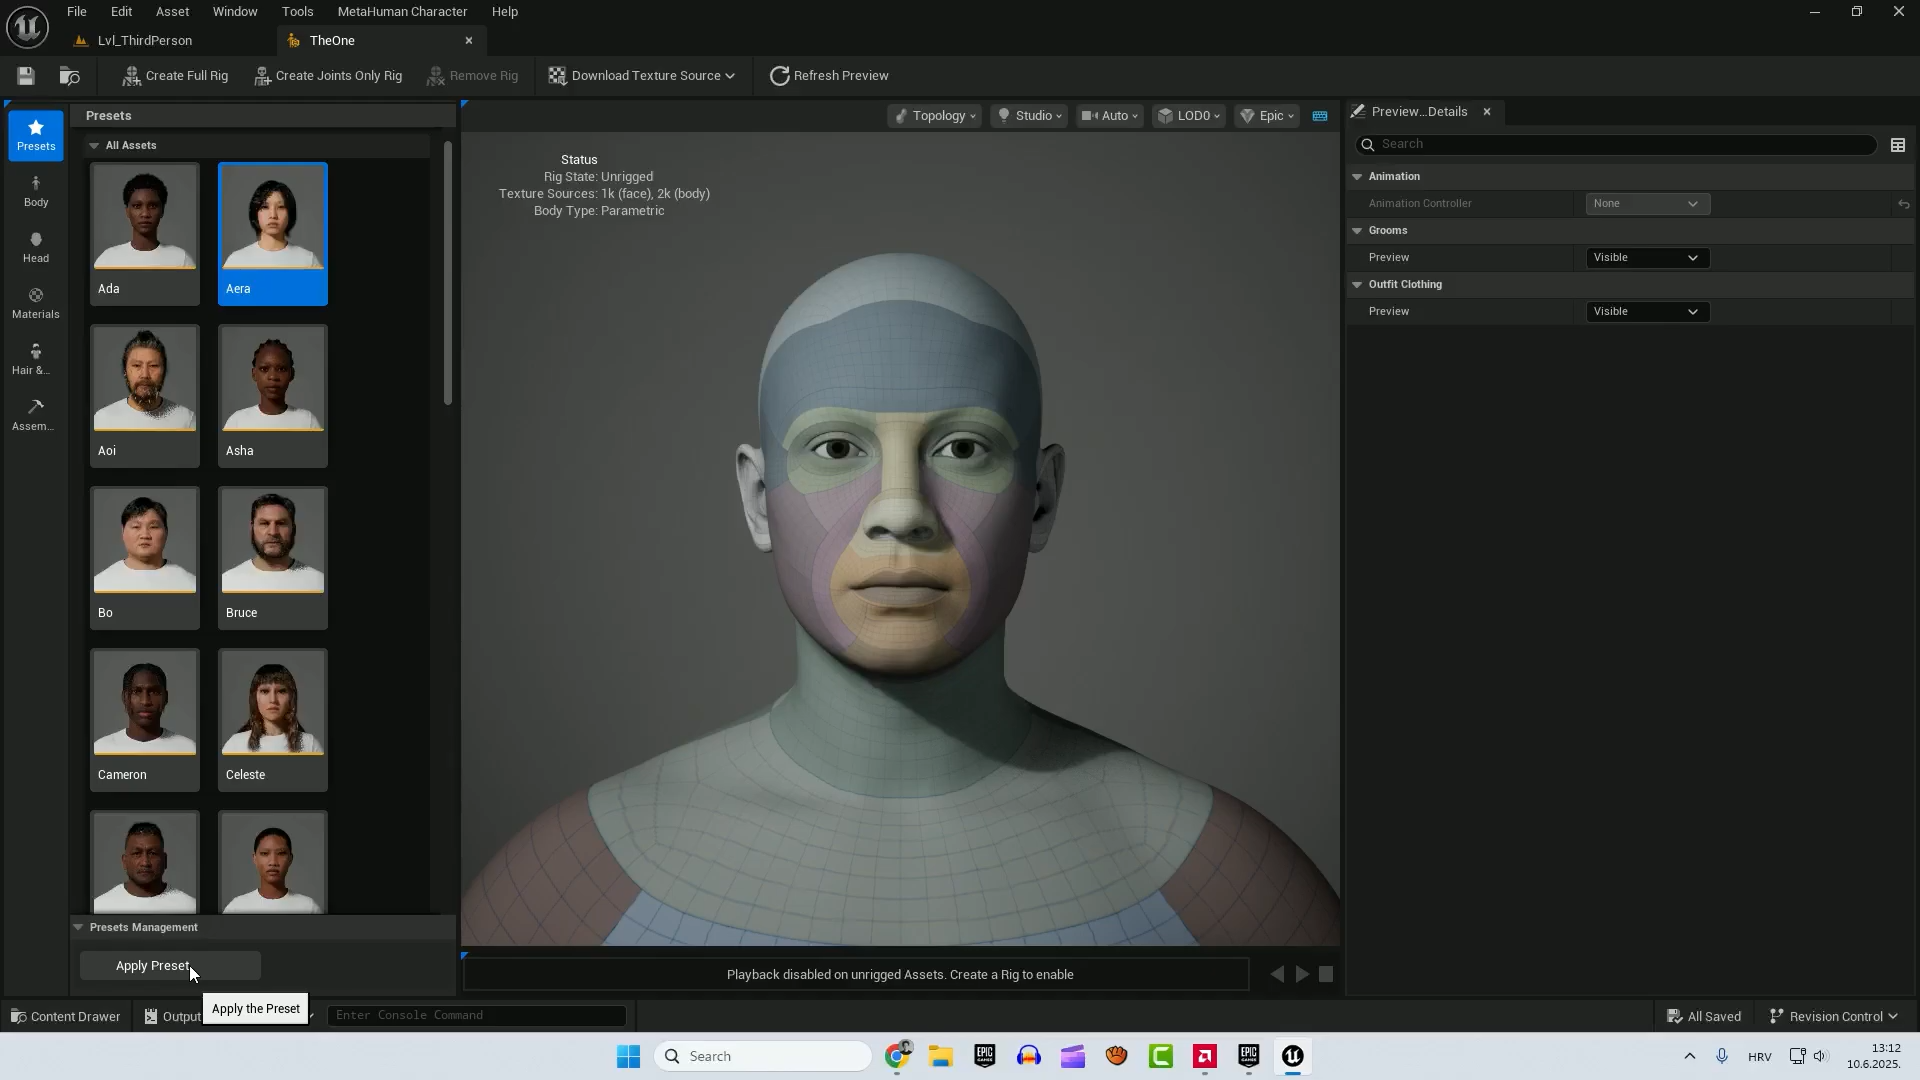 File Edit Asset Window Tools MetaHuman Character Help
Lvl_ThirdPerson TheOne
Create Full Rig Create Joints Only Rig Remove Rig Download Texture Source Refresh Preview
Presets
Body
Head
Materials
Hair &...
Assem...
Presets
All Assets
Ada Aera
Aoi Asha
Bo Bruce
Cameron Celeste
Presets Management
Apply Preset
Apply the Preset
Topology Studio Auto LOD0 Epic
Status
Rig State: Unrigged
Texture Sources: 1k (face), 2k (body)
Body Type: Parametric
Playback disabled on unrigged Assets. Create a Rig to enable
Preview...Details
Search
Animation
Animation Controller None
Grooms
Preview Visible
Outfit Clothing
Preview Visible
Content Drawer Output Enter Console Command All Saved Revision Control
Search
EPIC GAMES
EPIC GAMES
HRV
13:12
10.6.2025.